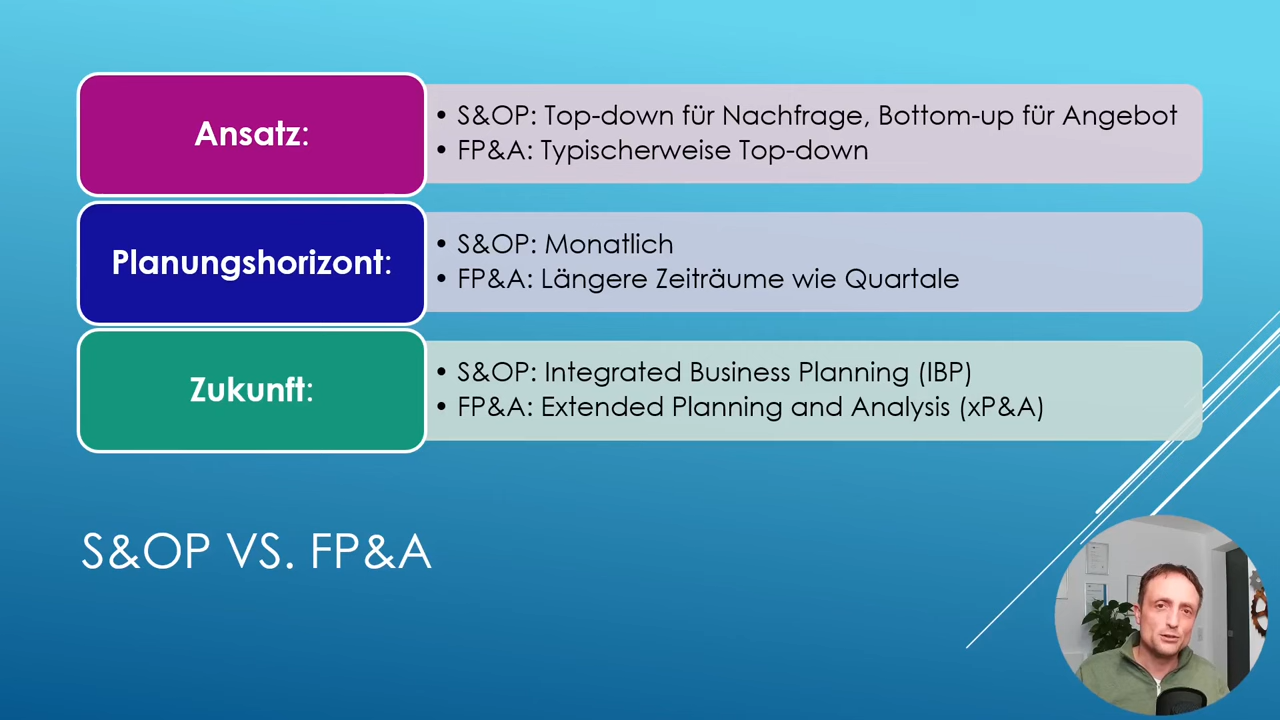 Ansatz:
• S&OP: Top-down für Nachfrage, Bottom-up für Angebot
• FP&A: Typischerweise Top-down
Planungshorizont:
• S&OP: Monatlich
• FP&A: Längere Zeiträume wie Quartale
Zukunft:
• S&OP: Integrated Business Planning (IBP)
• FP&A: Extended Planning and Analysis (xP&A)
S&OP VS. FP&A